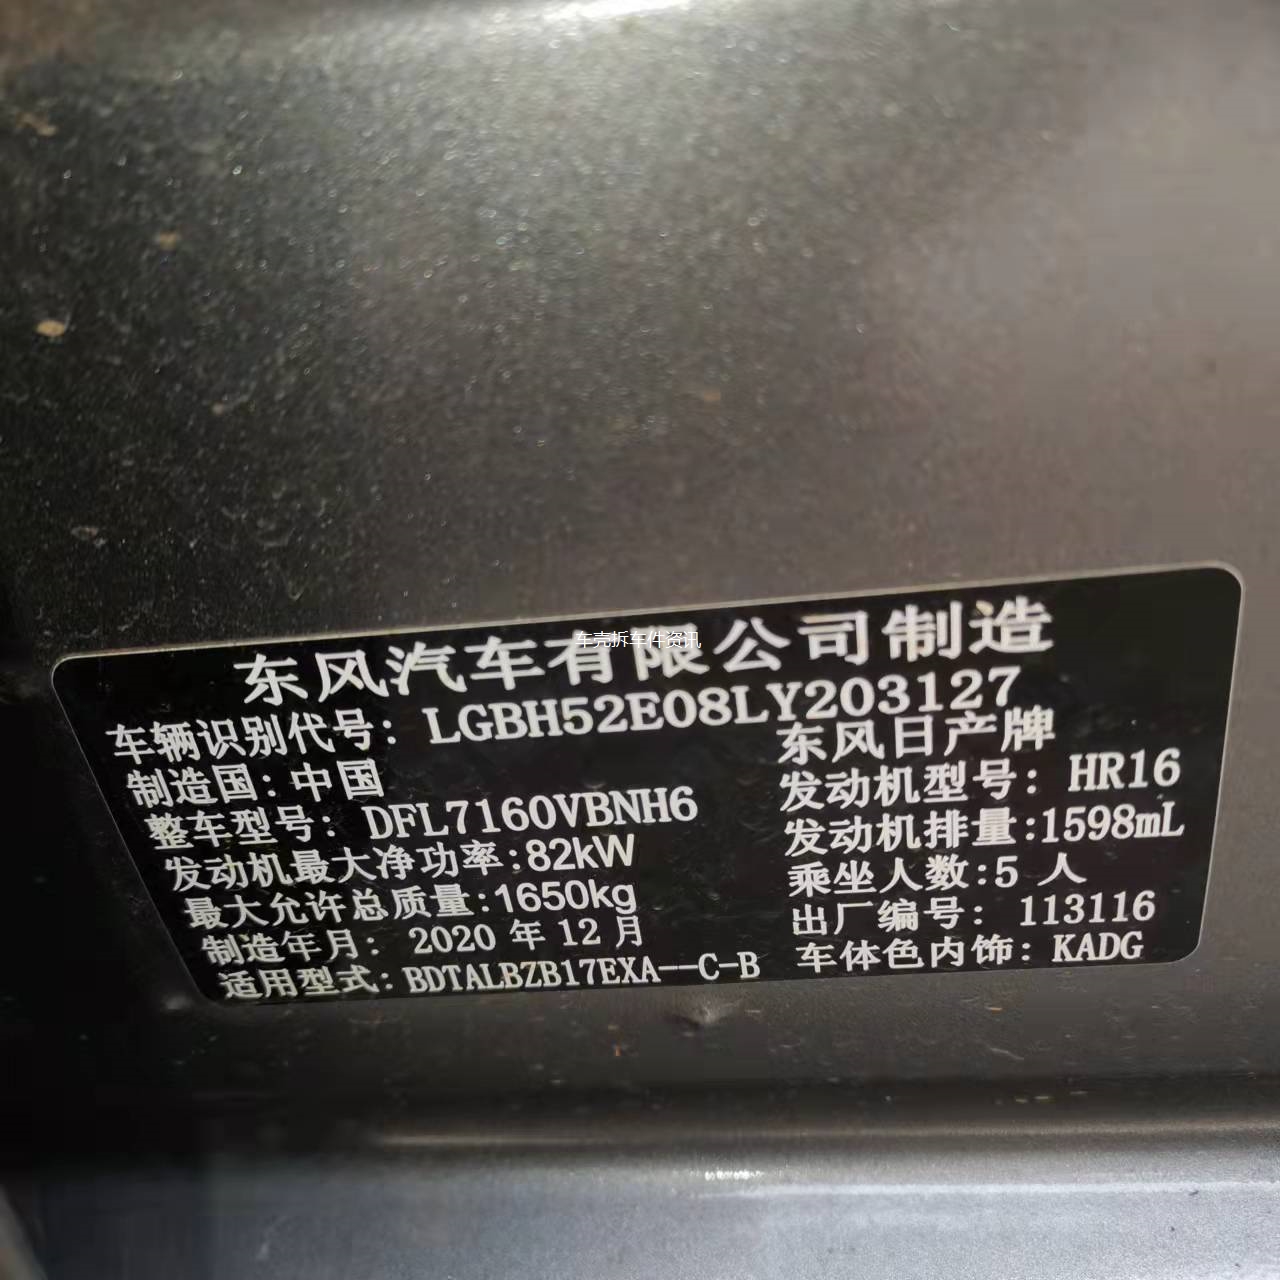 东风汽车有限公司制造
车壳拆车件资讯
车辆识别代号：LGBH52E08LY203127
制造国：中国 东风日产牌
整车型号：DFL7160VBNH6 发动机型号：HR16
发动机最大净功率:82kW 发动机排量:1598mL
最大允许总质量:1650kg 乘坐人数:5 人
制造年月：2020 年 12 月 出厂编号：113116
适用型式:BDTALBZB17EXA--C-B 车体色内饰:KADG